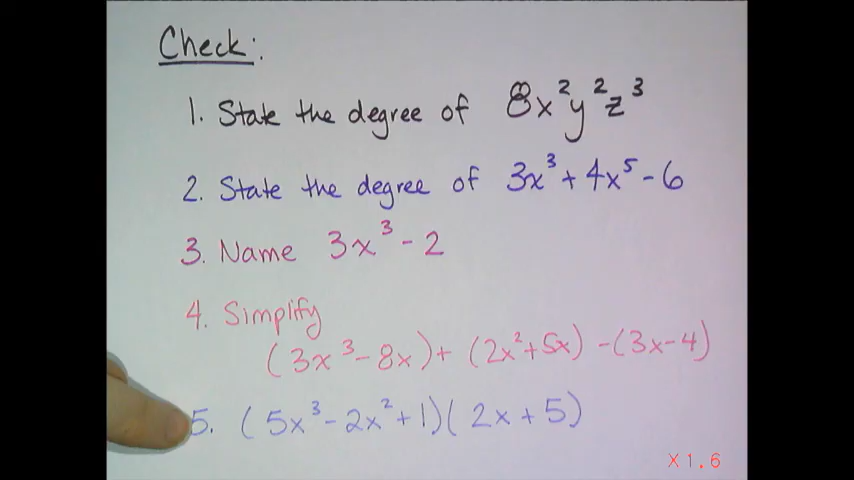 Check:
1. State the degree of 8x²y²z³
2. State the degree of 3x³ + 4x⁵ - 6
3. Name 3x³ - 2
4. Simplify
(3x³ - 8x) + (2x² + 5x) - (3x - 4)
5. (5x³ - 2x² + 1)(2x + 5)
X1.6